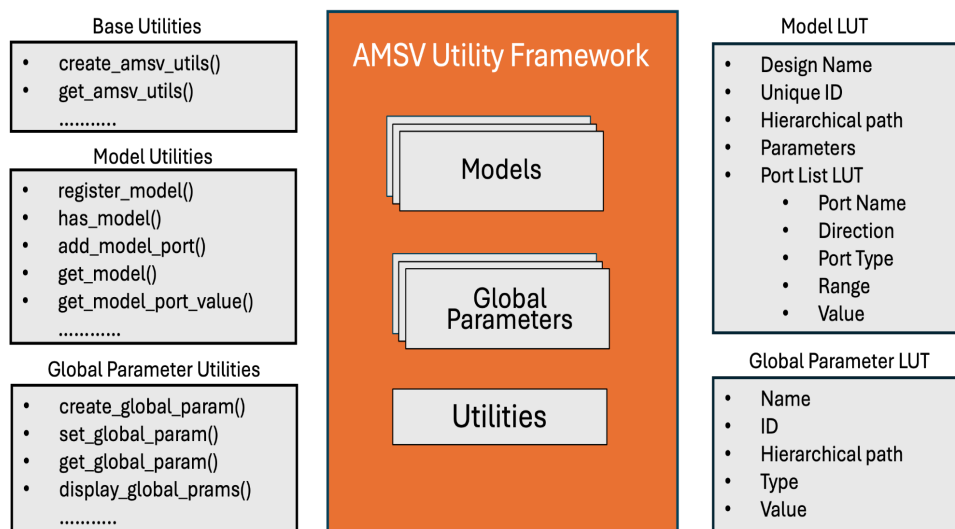 Base Utilities
• create_amsv_utils()
• get_amsv_utils()
………..
Model Utilities
• register_model()
• has_model()
• add_model_port()
• get_model()
• get_model_port_value()
…………
Global Parameter Utilities
• create_global_param()
• set_global_param()
• get_global_param()
• display_global_prams()
………..
AMSV Utility Framework
Models
Global
Parameters
Utilities
Model LUT
• Design Name
• Unique ID
• Hierarchical path
• Parameters
• Port List LUT
• Port Name
• Direction
• Port Type
• Range
• Value
Global Parameter LUT
• Name
• ID
• Hierarchical path
• Type
• Value